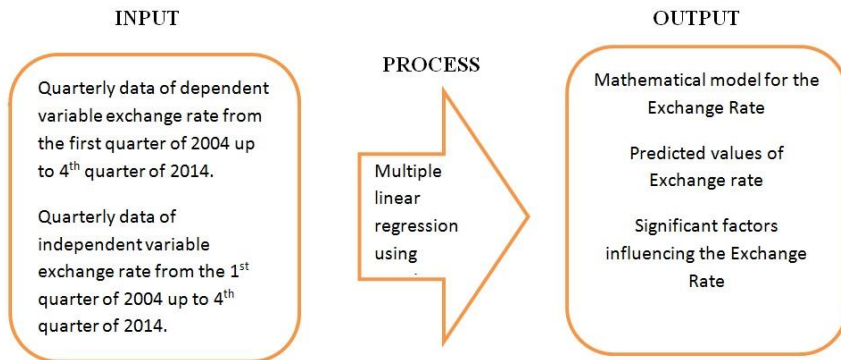 INPUT
Quarterly data of dependent
variable exchange rate from
the first quarter of 2004 up
to 4th quarter of 2014.
Quarterly data of
independent variable
exchange rate from the 1st
quarter of 2004 up to 4th
quarter of 2014.
PROCESS
Multiple
linear
regression
using
OUTPUT
Mathematical model for the
Exchange Rate
Predicted values of
Exchange rate
Significant factors
influencing the Exchange
Rate